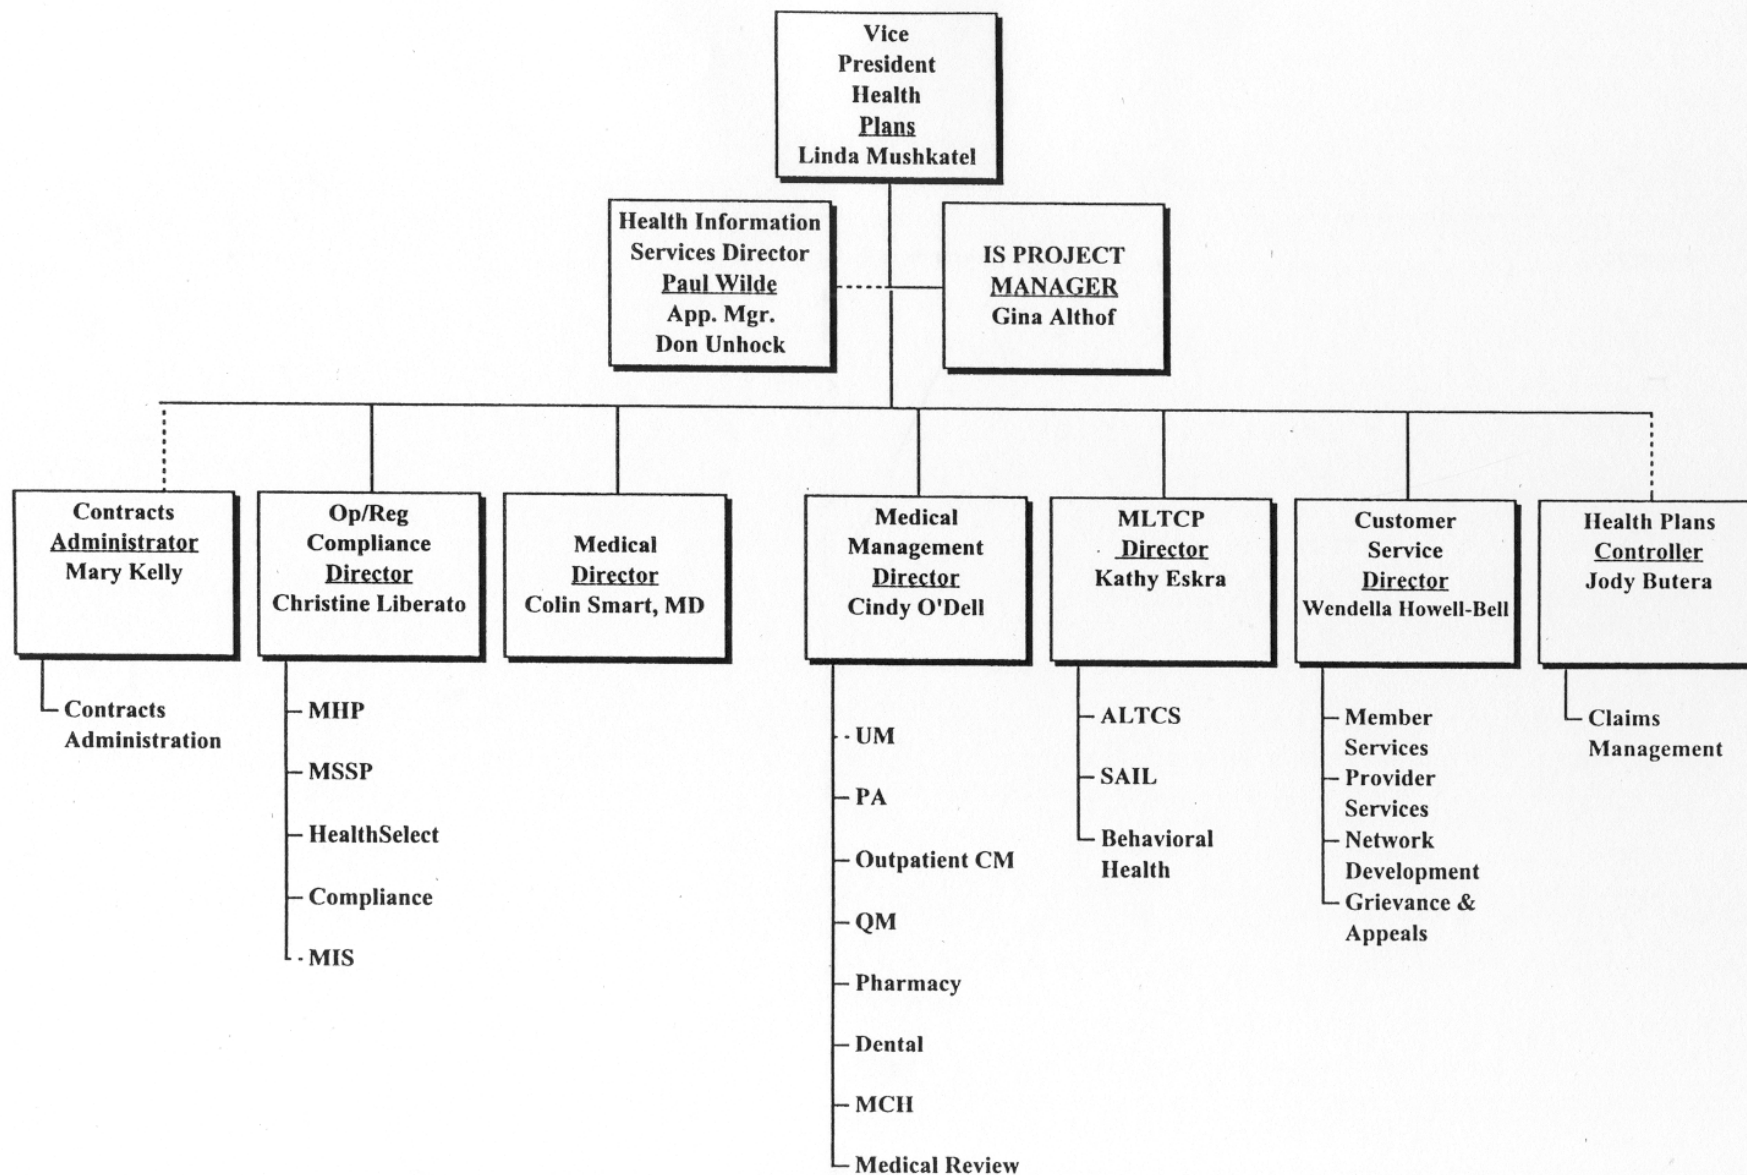 Vice
President
Health
Plans
Linda Mushkatel
Health Information
Services Director
Paul Wilde
App. Mgr.
Don Unhock
IS PROJECT
MANAGER
Gina Althof
Contracts
Administrator
Mary Kelly
Contracts
Administration
Op/Reg
Compliance
Director
Christine Liberato
MHP
MSSP
HealthSelect
Compliance
MIS
Medical
Director
Colin Smart, MD
Medical
Management
Director
Cindy O'Dell
UM
PA
Outpatient CM
QM
Pharmacy
Dental
MCH
Medical Review
MLTCP
Director
Kathy Eskra
ALTCS
SAIL
Behavioral
Health
Customer
Service
Director
Wendella Howell-Bell
Member
Services
Provider
Services
Network
Development
Grievance &
Appeals
Health Plans
Controller
Jody Butera
Claims
Management